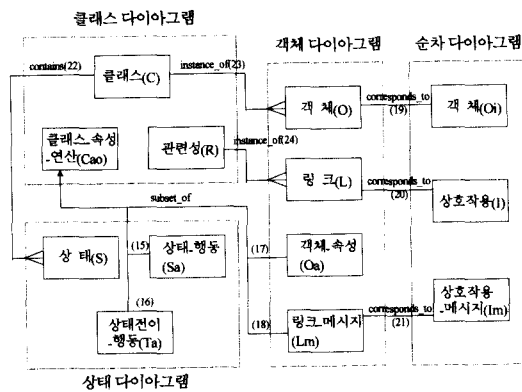 클래스 다이아그램
객체 다이아그램
순차 다이아그램
contains(22)
클래스(C)
instance_of(23)
객 체(O)
corresponds_to
(19)
객 체(Oi)
클래스_속성
-연산(Cao)
관련성(R)
instance_of(24)
링 크(L)
corresponds_to
(20)
상호작용(I)
subset_of
상 태(S)
(15)
상태-행동
(Sa)
(17)
객체_속성
(Oa)
(16)
상태전이
-행동(Ta)
(18)
링크_메시지
(Lm)
corresponds_to
(21)
상호작용
-메시지(Im)
상태 다이아그램